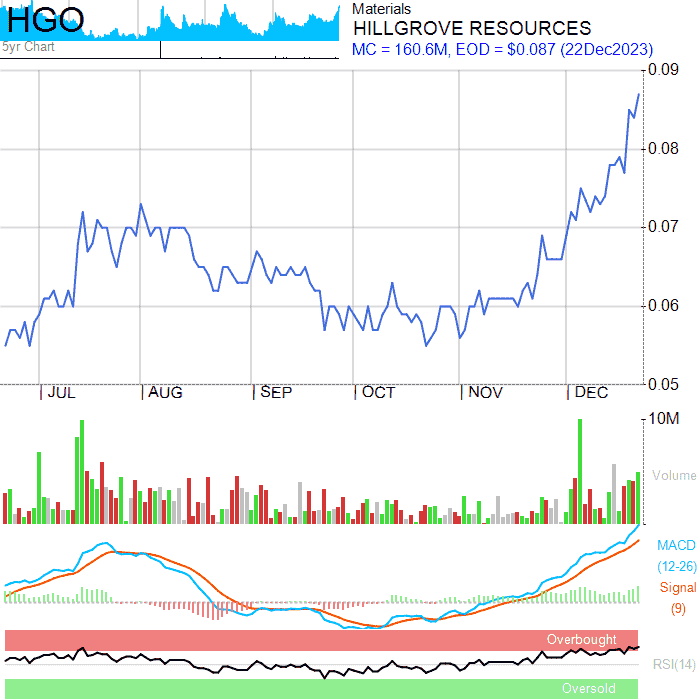 HGO
5yr Chart
Materials
HILLGROVE RESOURCES
MC = 160.6M, EOD = $0.087 (22Dec2023)
0.09
0.08
0.07
0.06
0.05
JUL AUG SEP OCT NOV DEC
10M
Volume
MACD
(12-26)
Signal
(9)
Overbought
RSI(14)
Oversold